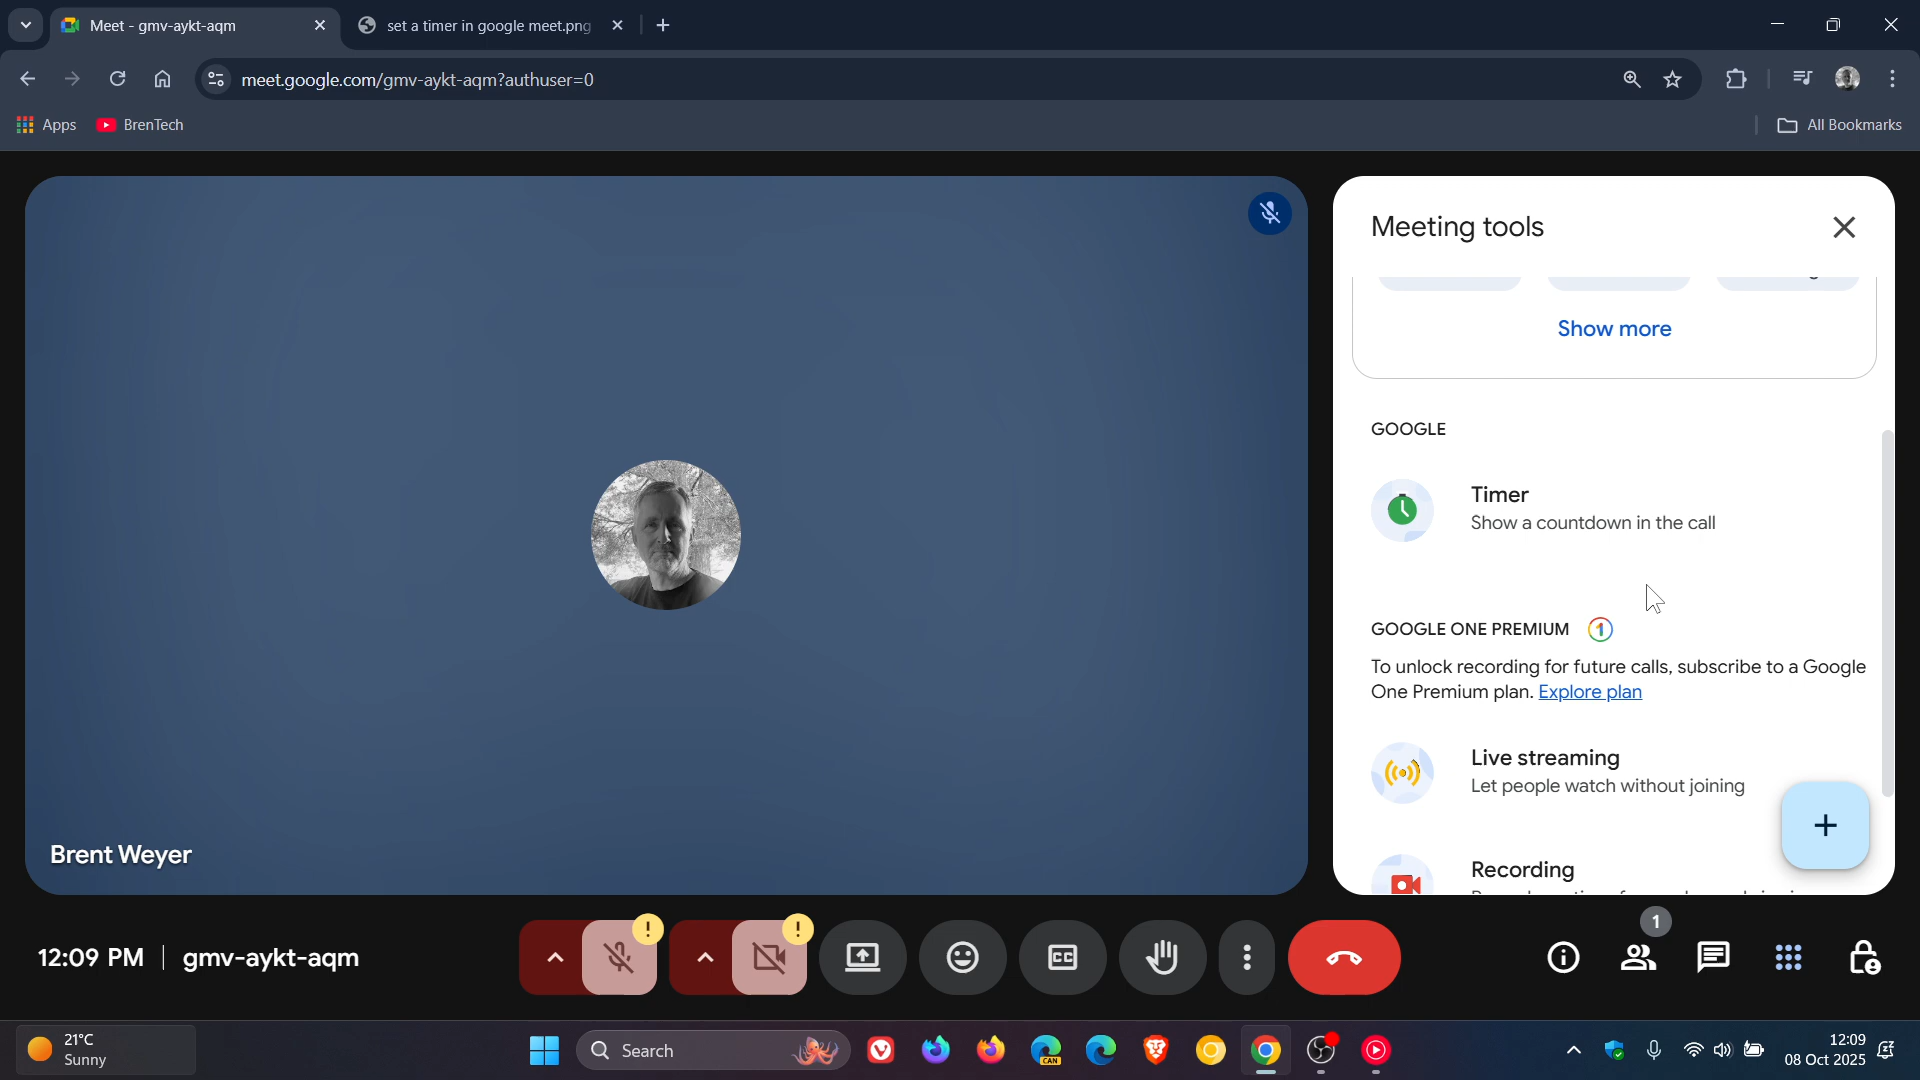 Meet - gmv-aykt-aqm
set a timer in google meet.png
meet.google.com/gmv-aykt-aqm?authuser=0
Apps
BrenTech
All Bookmarks
Meeting tools
Show more
GOOGLE
Timer
Show a countdown in the call
GOOGLE ONE PREMIUM
To unlock recording for future calls, subscribe to a Google
One Premium plan. Explore plan
Live streaming
Let people watch without joining
Recording
Brent Weyer
12:09 PM
gmv-aykt-aqm
!
!
CC
1
21°C
Sunny
Search
CAN
12:09
08 Oct 2025